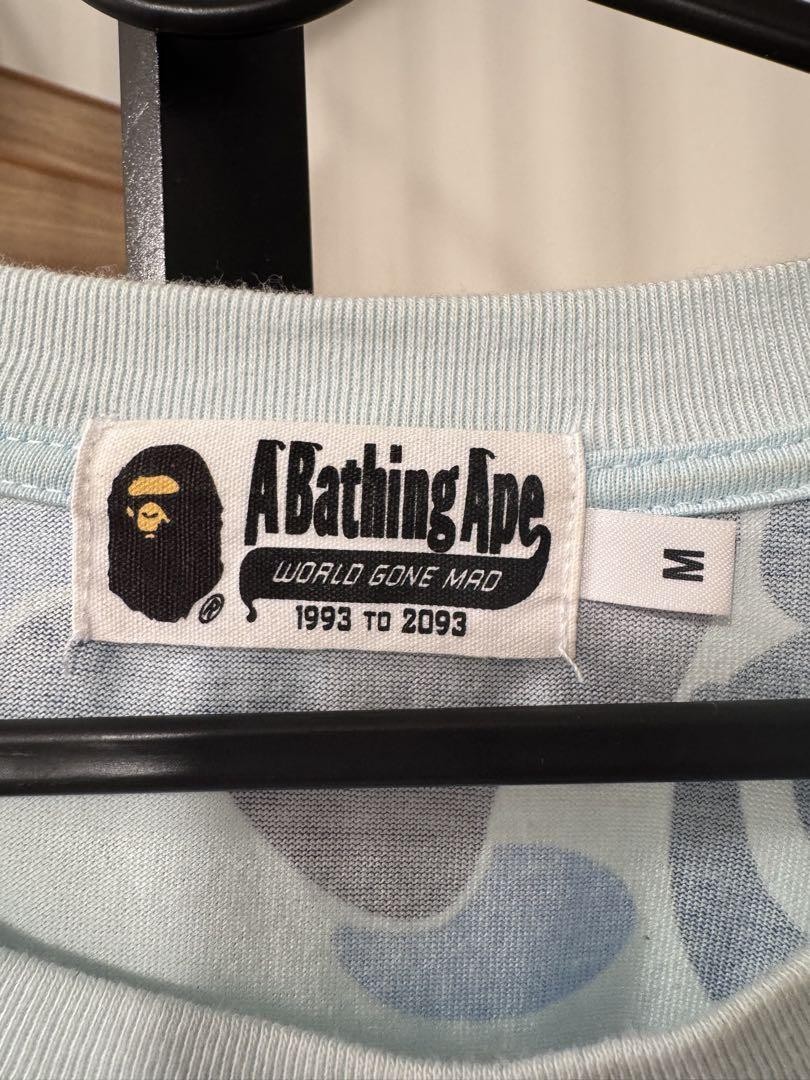 A Bathing Ape
WORLD GONE MAD
1993 TO 2093
®
M